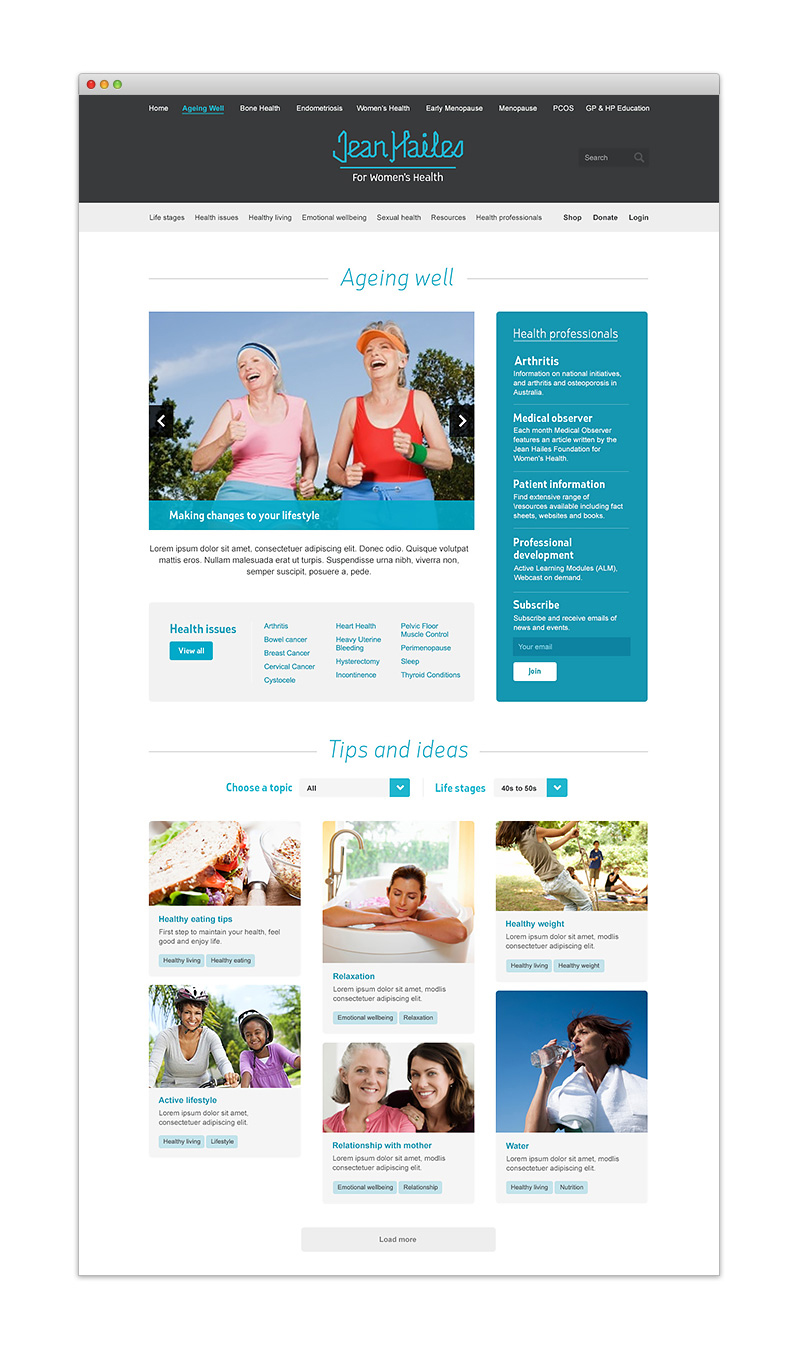 Home Ageing Well Bone Health Endometriosis Women's Health Early Menopause Menopause PCOS GP & HP Education
Jean Hailes
For Women's Health
Search
Life stages Health issues Healthy living Emotional wellbeing Sexual health Resources Health professionals Shop Donate Login
Ageing well
Making changes to your lifestyle
Lorem ipsum dolor sit amet, consectetuer adipiscing elit. Donec odio. Quisque volutpat
mattis eros. Nullam malesuada erat ut turpis. Suspendisse urna nibh, viverra non,
semper suscipit, posuere a, pede.
Health issues
View all
Arthritis
Bowel cancer
Breast Cancer
Cervical Cancer
Cystocele
Heart Health
Heavy Uterine
Bleeding
Hysterectomy
Incontinence
Pelvic Floor
Muscle Control
Perimenopause
Sleep
Thyroid Conditions
Health professionals
Arthritis
Information on national initiatives,
and arthritis and osteoporosis in
Australia.
Medical observer
Each month Medical Observer
features an article written by the
Jean Hailes Foundation for
Women's Health.
Patient information
Find extensive range of
\resources available including fact
sheets, websites and books.
Professional
development
Active Learning Modules (ALM),
Webcast on demand.
Subscribe
Subscribe and receive emails of
news and events.
Your email
Join
Tips and ideas
Choose a topic All Life stages 40s to 50s
Healthy eating tips
First step to maintain your health, feel
good and enjoy life.
Healthy living Healthy eating
Active lifestyle
Lorem ipsum dolor sit amet,
consectetuer adipiscing elit.
Healthy living Lifestyle
Relaxation
Lorem ipsum dolor sit amet, modlis
consectetuer adipiscing elit.
Emotional wellbeing Relaxation
Relationship with mother
Lorem ipsum dolor sit amet, modlis
consectetuer adipiscing elit.
Emotional wellbeing Relationship
Healthy weight
Lorem ipsum dolor sit amet, modlis
consectetuer adipiscing elit.
Healthy living Healthy weight
Water
Lorem ipsum dolor sit amet, modlis
consectetuer adipiscing elit.
Healthy living Nutrition
Load more